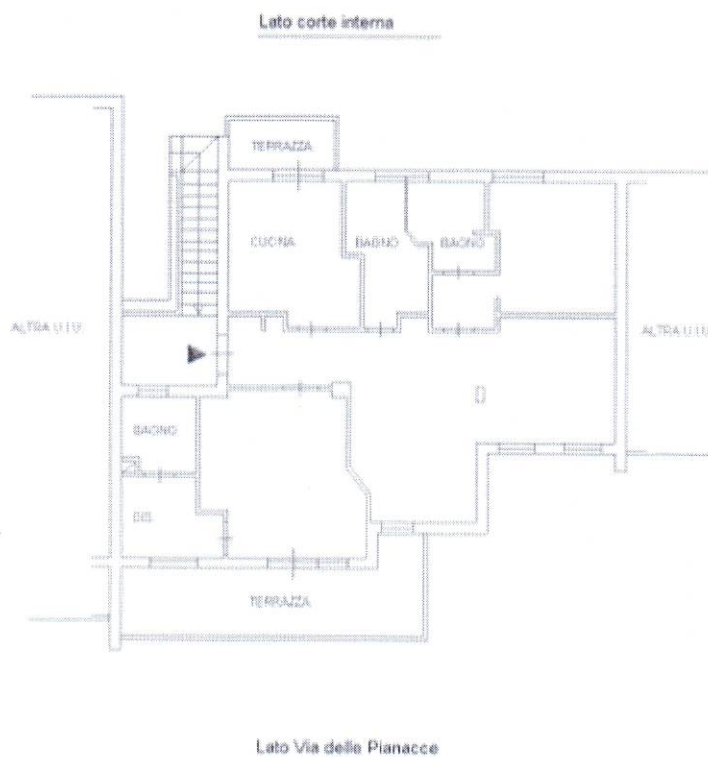 Lato corte interna
TERRAZZA
CUCINA
BAGNO
BAGNO
ALTRA U.I.U.
ALTRA U.I.U.
BAGNO
DIS.
TERRAZZA
Lato Via delle Pianacce